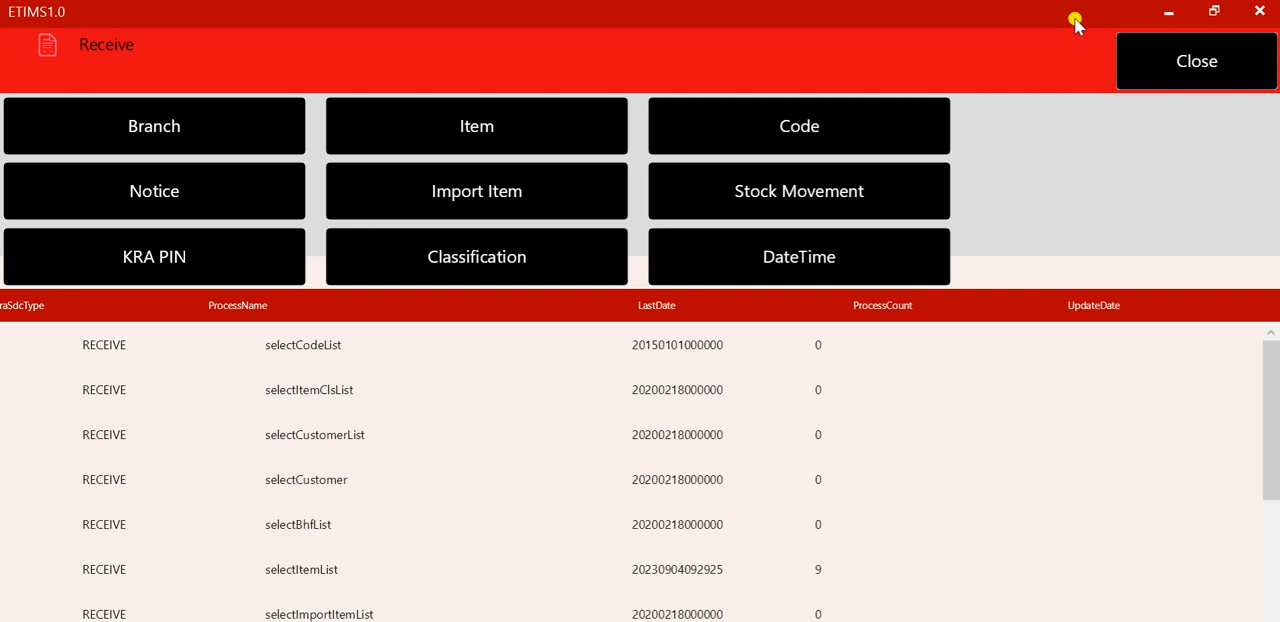 ETIMS1.0
Receive
Close
Branch Item Code
Notice Import Item Stock Movement
KRA PIN Classification DateTime
raSdcType ProcessName LastDate ProcessCount UpdateDate
RECEIVE selectCodeList 20150101000000 0
RECEIVE selectItemClsList 20200218000000 0
RECEIVE selectCustomerList 20200218000000 0
RECEIVE selectCustomer 20200218000000 0
RECEIVE selectBhfList 20200218000000 0
RECEIVE selectItemList 20230904092925 9
RECEIVE selectImportItemList 20200218000000 0